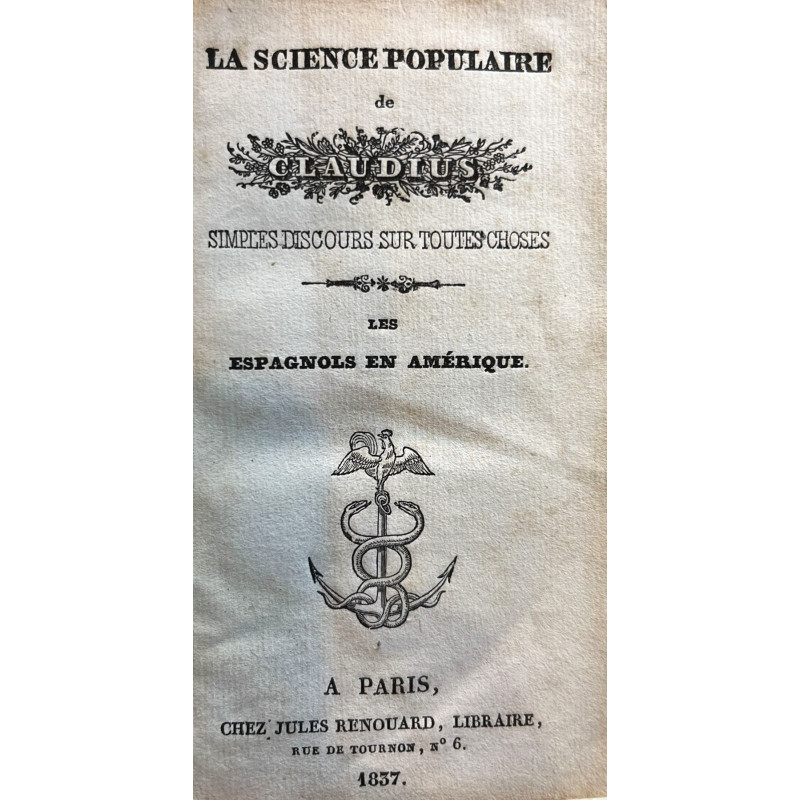 LA SCIENCE POPULAIRE
de
CLAUDIUS
SIMPLES DISCOURS SUR TOUTES CHOSES
LES
ESPAGNOLS EN AMÉRIQUE.
A PARIS,
CHEZ JULES RENOUARD, LIBRAIRE,
RUE DE TOURNON, Nº 6.
1837.